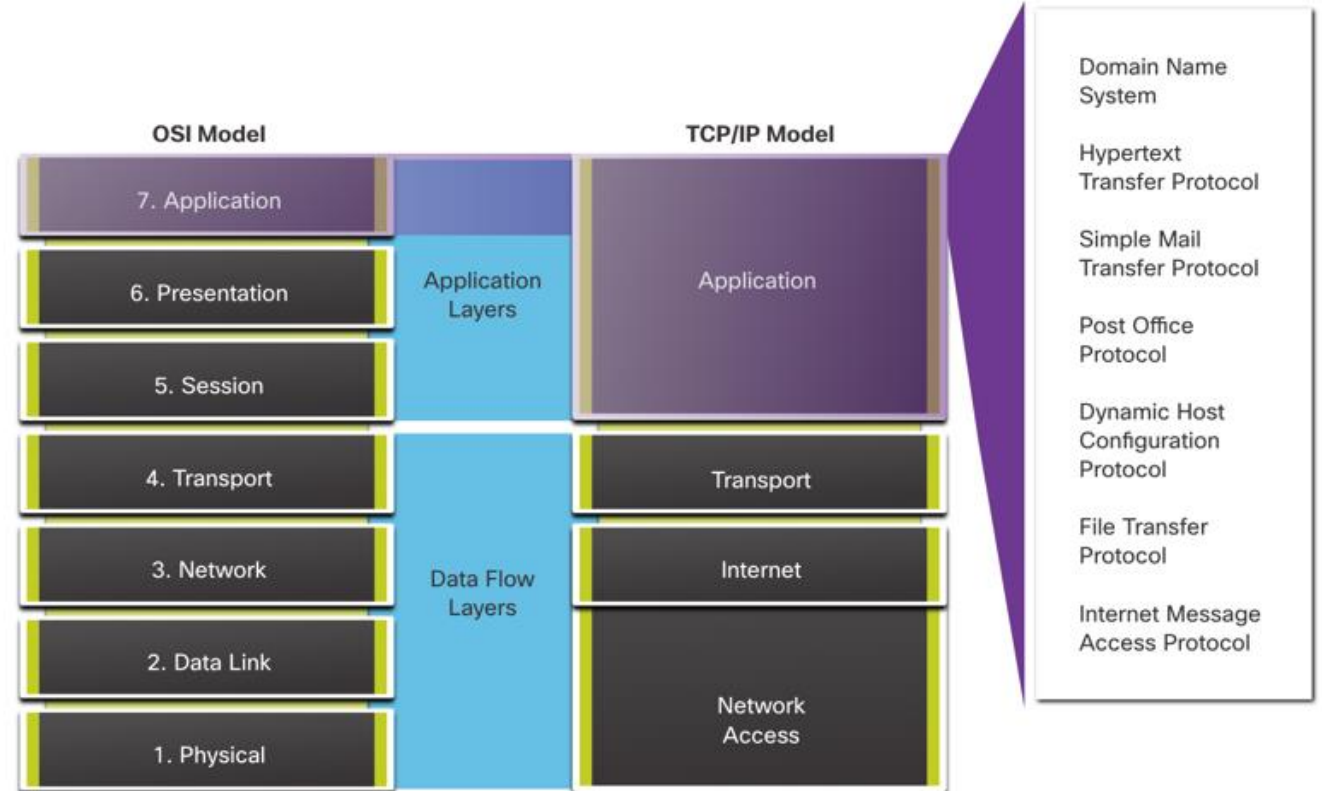 OSI Model
7. Application
6. Presentation
5. Session
4. Transport
3. Network
2. Data Link
1. Physical
Application
Layers
Data Flow
Layers
TCP/IP Model
Application
Transport
Internet
Network
Access
Domain Name
System
Hypertext
Transfer Protocol
Simple Mail
Transfer Protocol
Post Office
Protocol
Dynamic Host
Configuration
Protocol
File Transfer
Protocol
Internet Message
Access Protocol